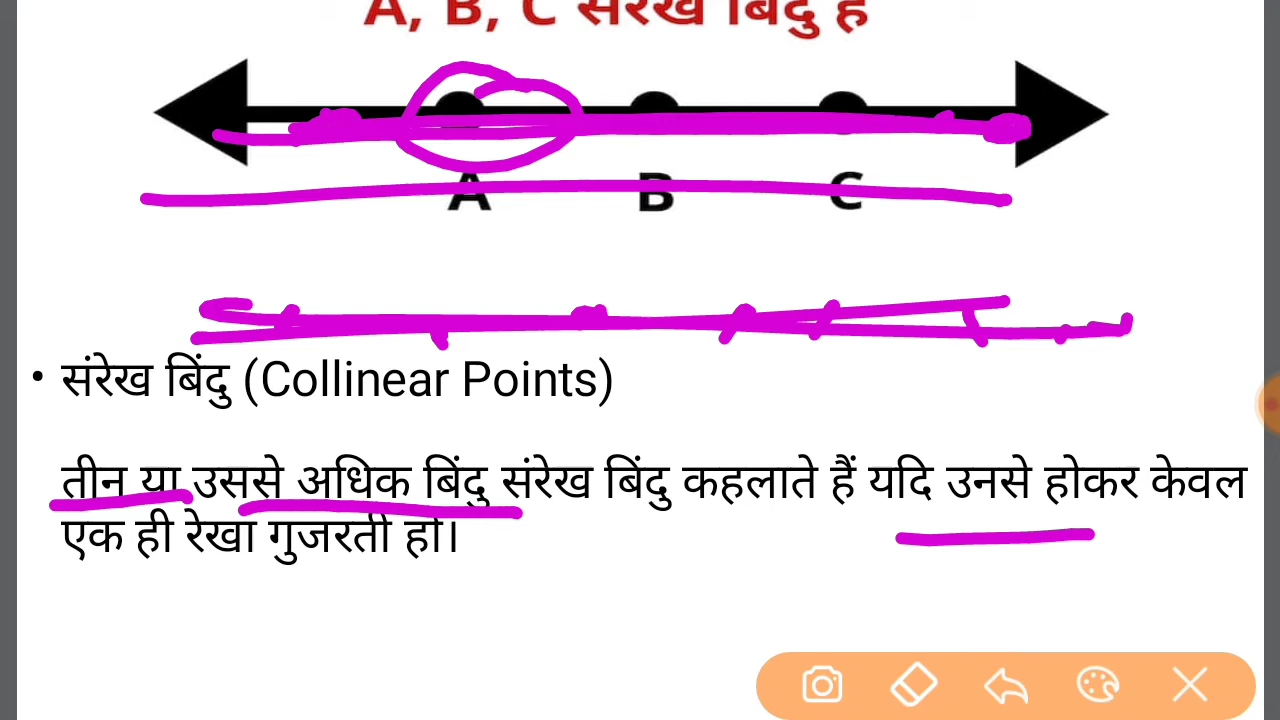 A, B, C संरेख बिंदु है
A B C
• संरेख बिंदु (Collinear Points)
तीन या उससे अधिक बिंदु संरेख बिंदु कहलाते हैं यदि उनसे होकर केवल
एक ही रेखा गुजरती हो।